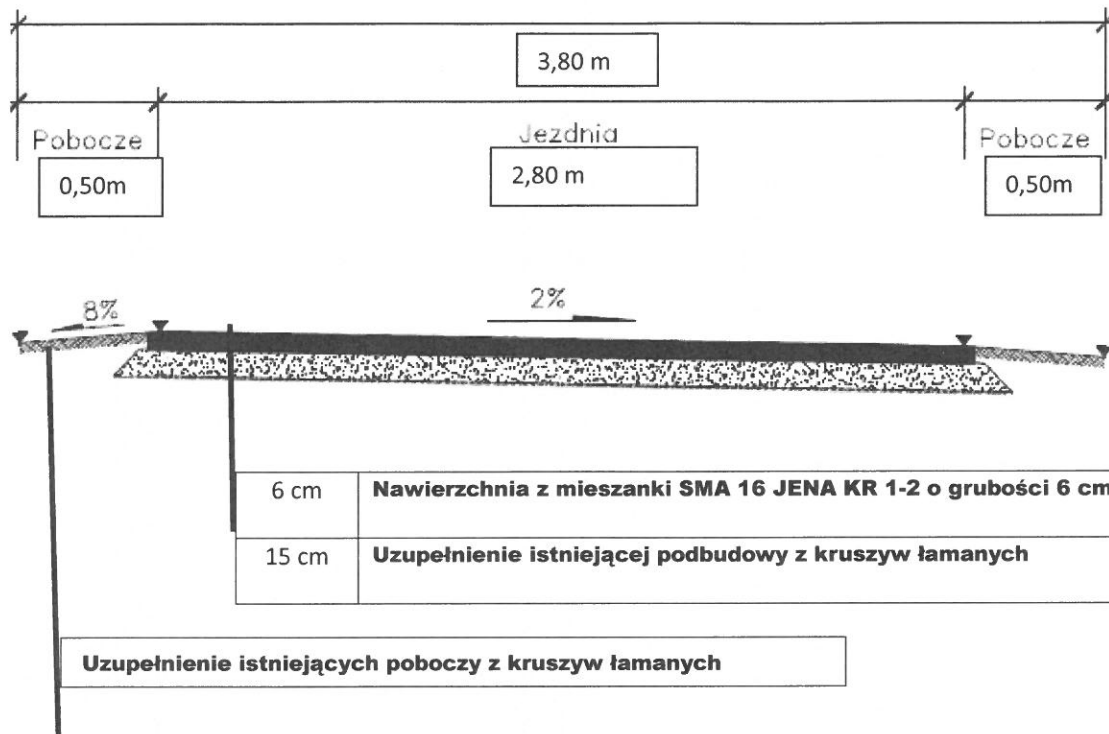 3,80 m
Pobocze
Jezdnia
Pobocze
0,50m
2,80 m
0,50m
8%
2%
6 cm Nawierzchnia z mieszanki SMA 16 JENA KR 1-2 o grubości 6 cm
15 cm Uzupełnienie istniejącej podbudowy z kruszyw łamanych
Uzupełnienie istniejących poboczy z kruszyw łamanych